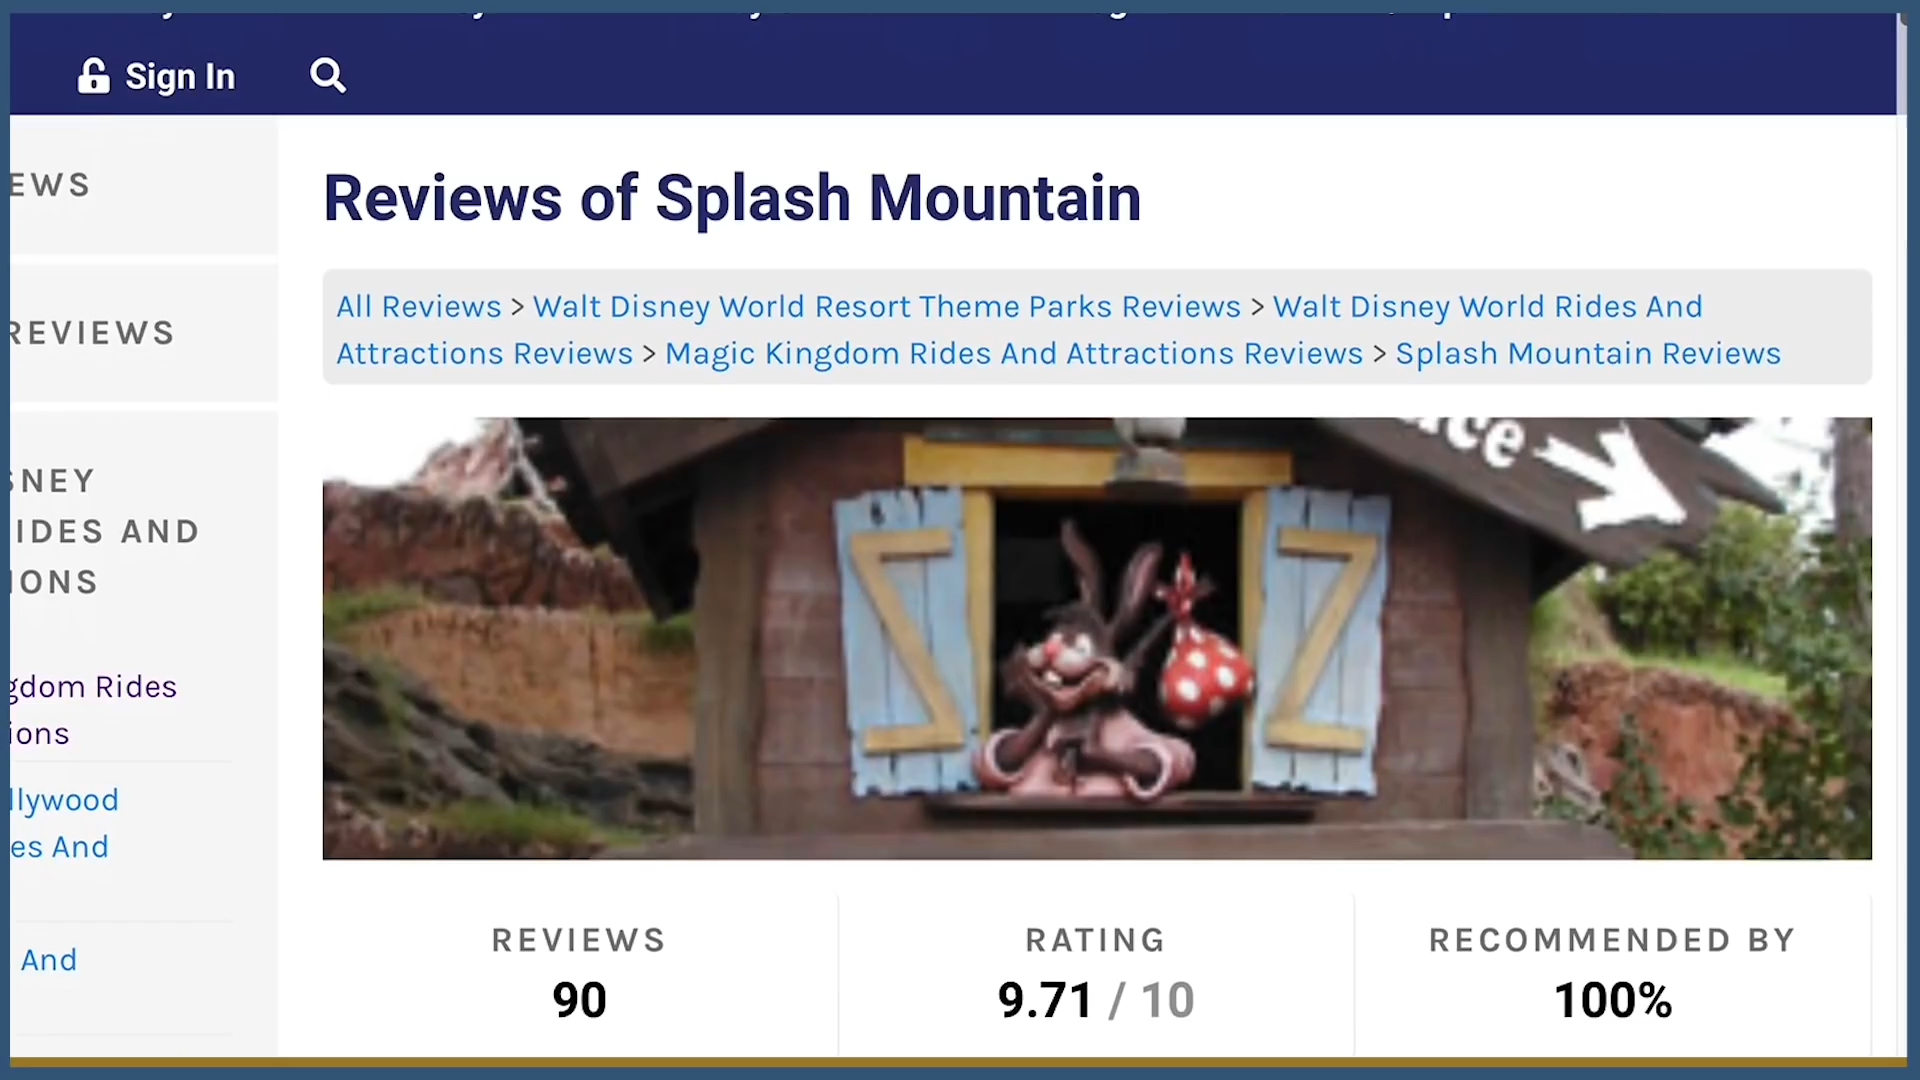 Sign In
EWS
REVIEWS
SNEY
IDES AND
IONS
gdom Rides
ions
llywood
es And
And
Reviews of Splash Mountain
All Reviews > Walt Disney World Resort Theme Parks Reviews > Walt Disney World Rides And
Attractions Reviews > Magic Kingdom Rides And Attractions Reviews > Splash Mountain Reviews
ce
REVIEWS
90
RATING
9.71 / 10
RECOMMENDED BY
100%